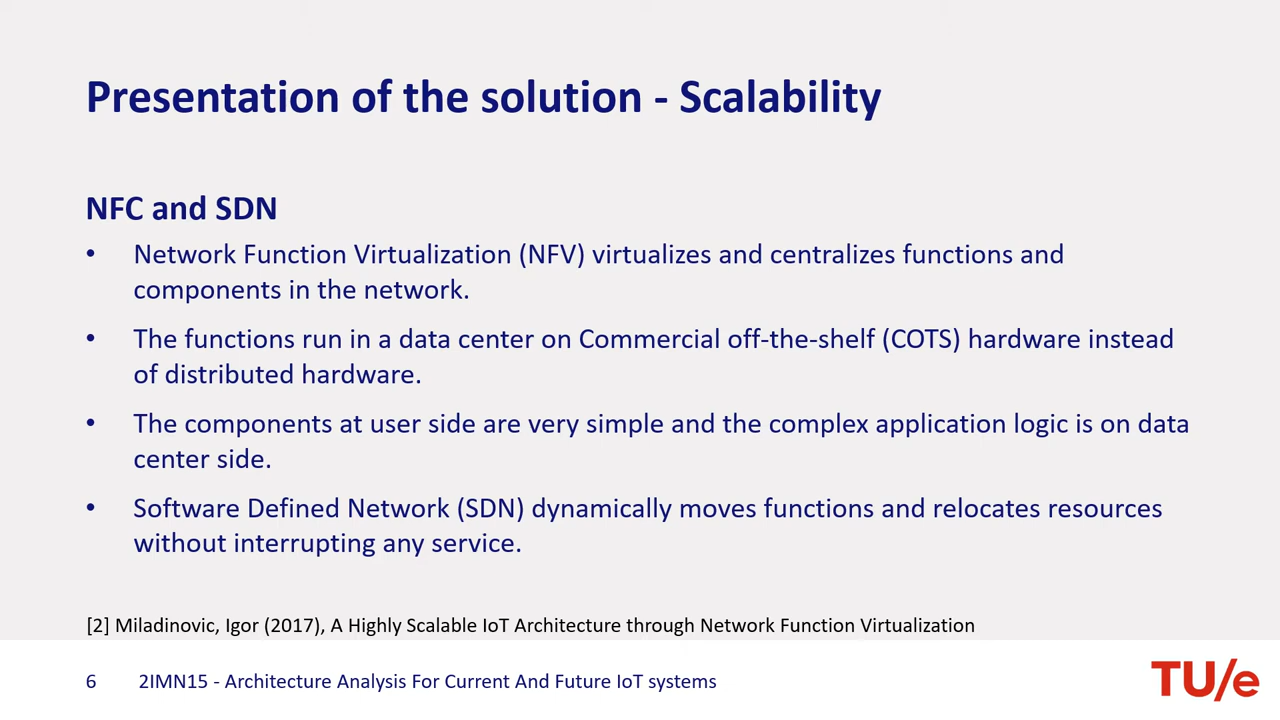 Presentation of the solution - Scalability
NFC and SDN
• Network Function Virtualization (NFV) virtualizes and centralizes functions and
components in the network.
• The functions run in a data center on Commercial off-the-shelf (COTS) hardware instead
of distributed hardware.
• The components at user side are very simple and the complex application logic is on data
center side.
• Software Defined Network (SDN) dynamically moves functions and relocates resources
without interrupting any service.
[2] Miladinovic, Igor (2017), A Highly Scalable IoT Architecture through Network Function Virtualization
6 2IMN15 - Architecture Analysis For Current And Future IoT systems
TU/e